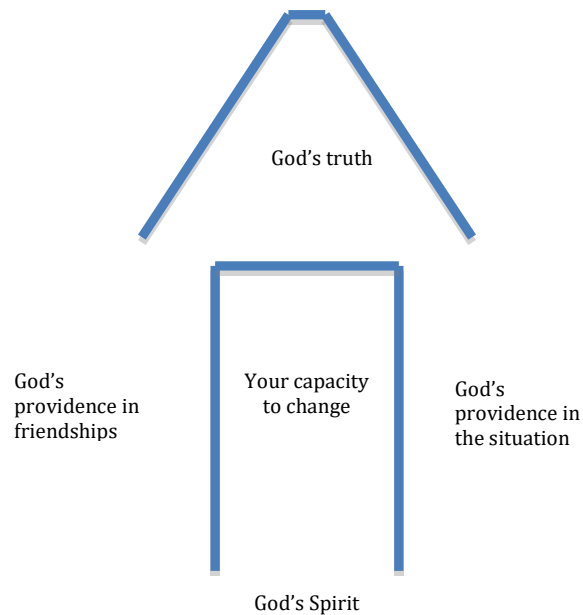 God’s truth
God’s
providence in
friendships
Your capacity
to change
God’s
providence in
the situation
God’s Spirit